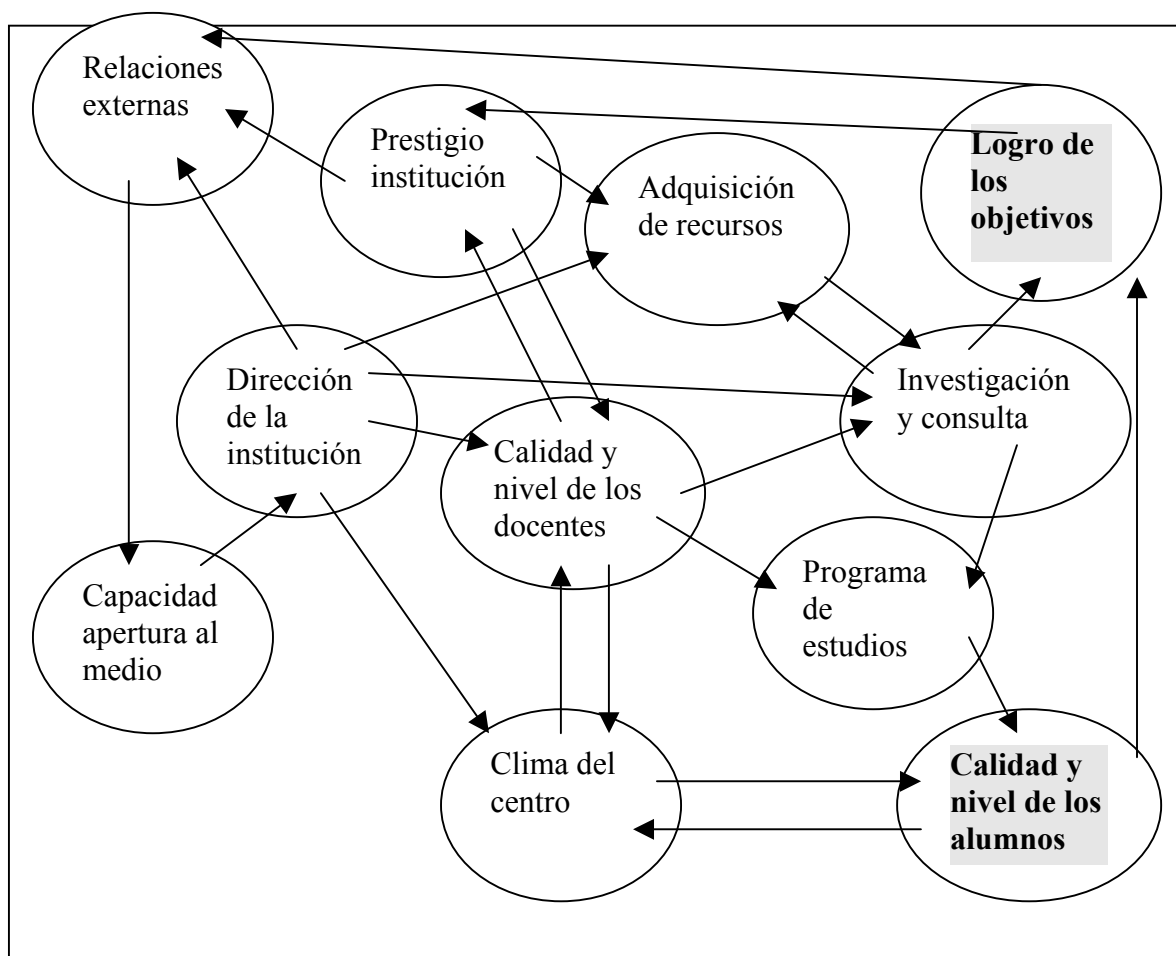 Relaciones
externas
Prestigio
institución
Adquisición
de recursos
Logro de
los
objetivos
Dirección
de la
institución
Calidad y
nivel de los
docentes
Investigación
y consulta
Capacidad
apertura al
medio
Programa
de
estudios
Clima del
centro
Calidad y
nivel de los
alumnos